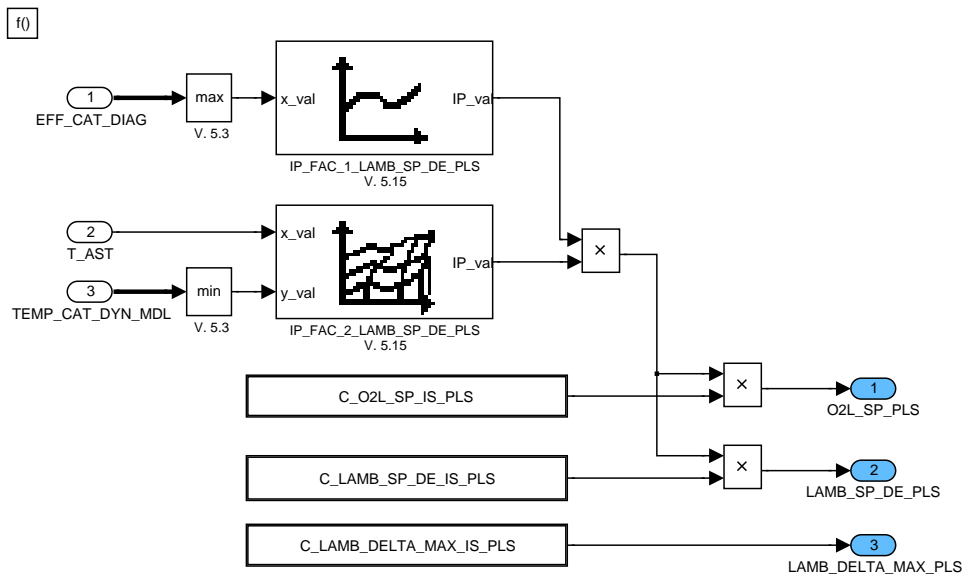 f()
1
EFF_CAT_DIAG
max
V. 5.3
x_val
IP_val
IP_FAC_1_LAMB_SP_DE_PLS
V. 5.15
2
T_AST
x_val
IP_val
3
TEMP_CAT_DYN_MDL
min
V. 5.3
y_val
IP_FAC_2_LAMB_SP_DE_PLS
V. 5.15
×
C_O2L_SP_IS_PLS
×
1
O2L_SP_PLS
C_LAMB_SP_DE_IS_PLS
×
2
LAMB_SP_DE_PLS
C_LAMB_DELTA_MAX_IS_PLS
3
LAMB_DELTA_MAX_PLS